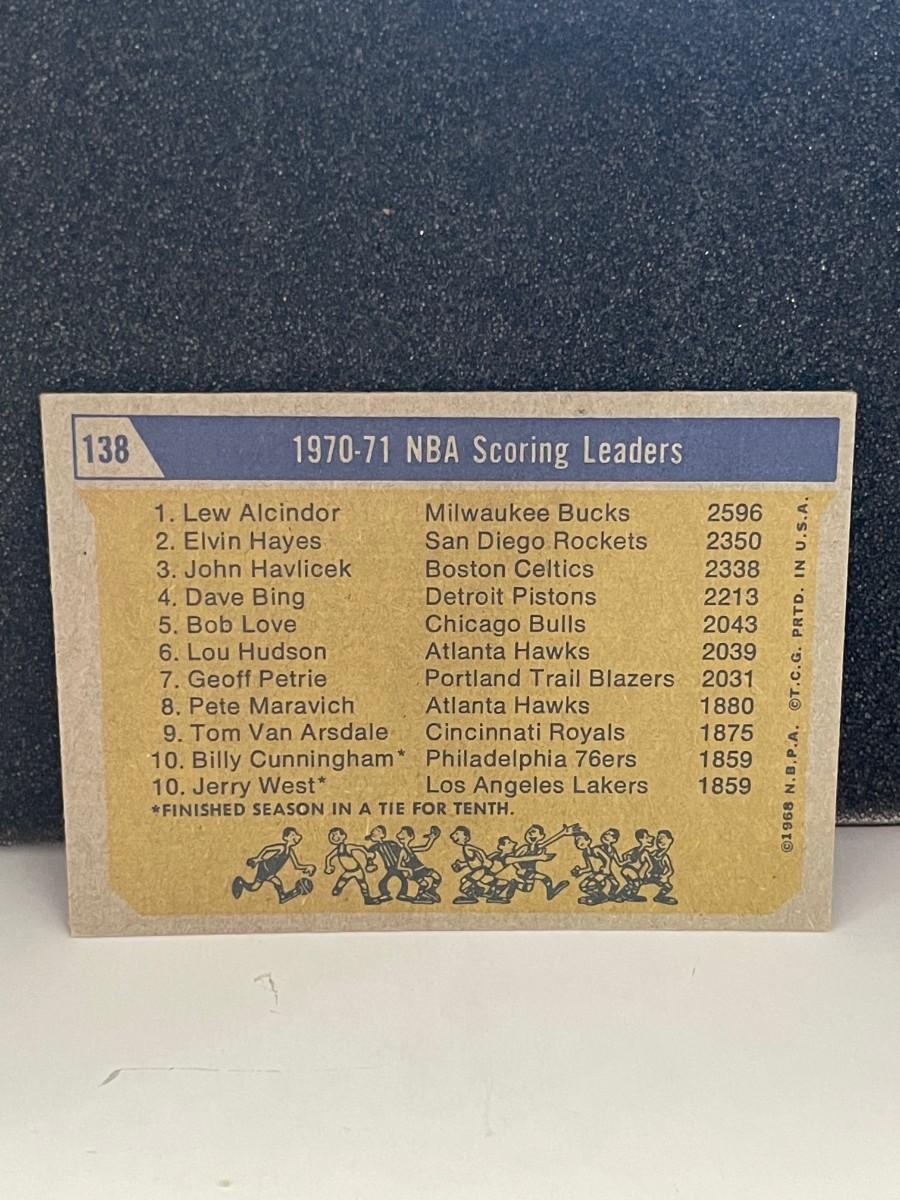 138
1970-71 NBA Scoring Leaders
1. Lew Alcindor Milwaukee Bucks 2596
2. Elvin Hayes San Diego Rockets 2350
3. John Havlicek Boston Celtics 2338
4. Dave Bing Detroit Pistons 2213
5. Bob Love Chicago Bulls 2043
6. Lou Hudson Atlanta Hawks 2039
7. Geoff Petrie Portland Trail Blazers 2031
8. Pete Maravich Atlanta Hawks 1880
9. Tom Van Arsdale Cincinnati Royals 1875
10. Billy Cunningham* Philadelphia 76ers 1859
10. Jerry West* Los Angeles Lakers 1859
*FINISHED SEASON IN A TIE FOR TENTH.
©1968 N.B.P.A. ©T.C.G. PRTD. IN U.S.A.